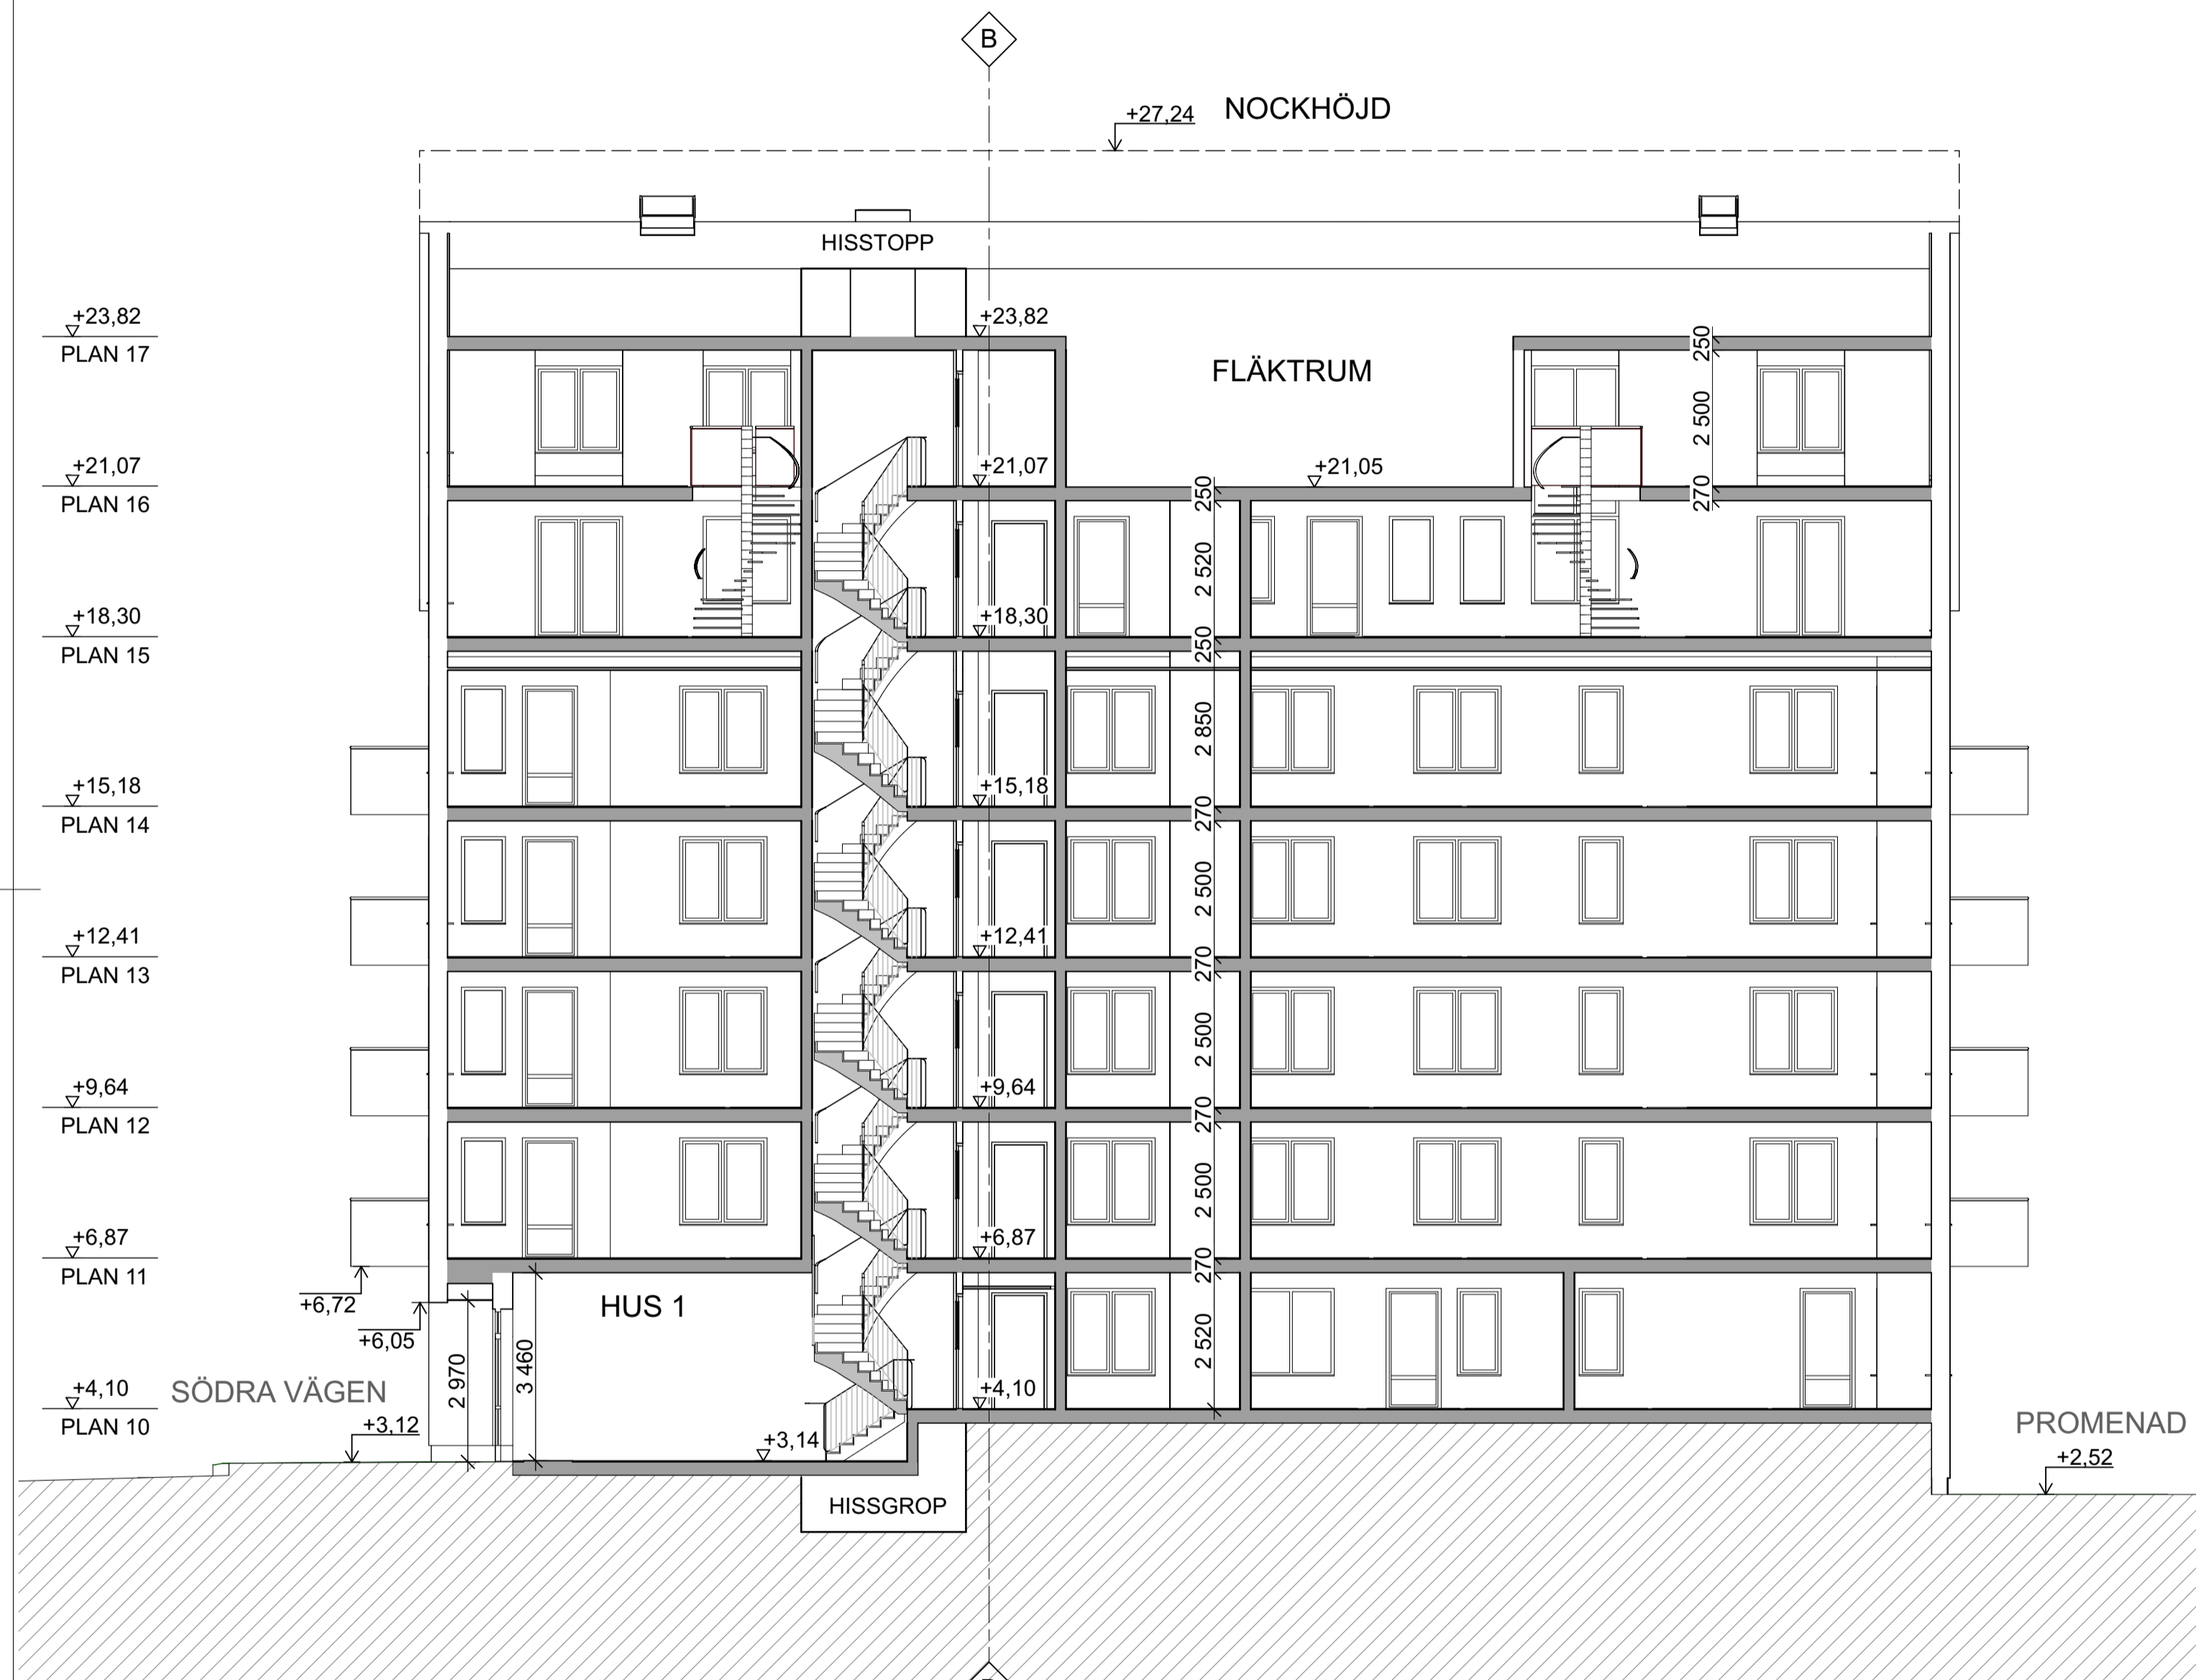 B
+27,24 NOCKHÖJD
HISSTOPP
+23,82
PLAN 17
+23,82
FLÄKTRUM
250
2 500
270
+21,07
PLAN 16
+21,07
+21,05
250
2 520
+18,30
PLAN 15
+18,30
250
2 850
+15,18
PLAN 14
+15,18
270
2 500
+12,41
PLAN 13
+12,41
270
2 500
+9,64
PLAN 12
+9,64
270
2 500
+6,87
PLAN 11
+6,87
270
+6,72
+6,05
HUS 1
2 970
3 460
2 520
+4,10
PLAN 10
SÖDRA VÄGEN
+4,10
+3,12
+3,14
PROMENAD
+2,52
HISSGROP